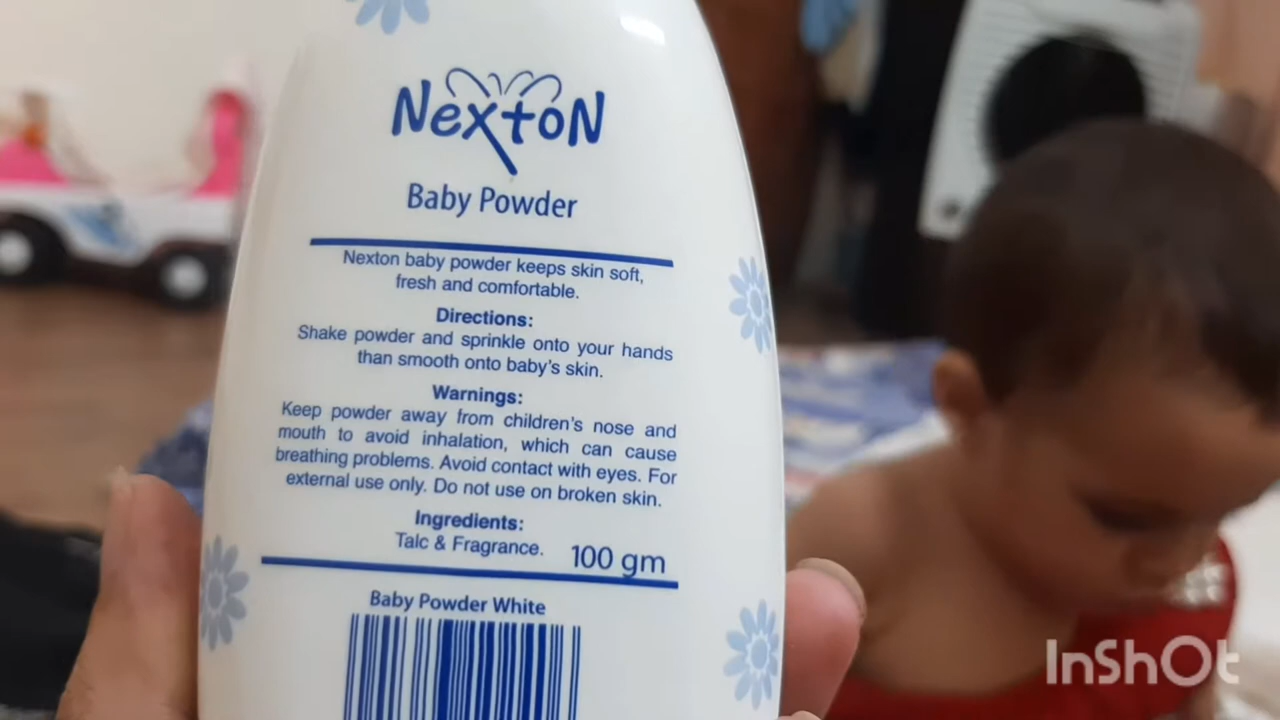 Nexton
Baby Powder
Nexton baby powder keeps skin soft,
fresh and comfortable.
Directions:
Shake powder and sprinkle onto your hands
than smooth onto baby's skin.
Warnings:
Keep powder away from children's nose and
mouth to avoid inhalation, which can cause
breathing problems. Avoid contact with eyes. For
external use only. Do not use on broken skin.
Ingredients:
Talc & Fragrance.
100 gm
Baby Powder White
InShOt